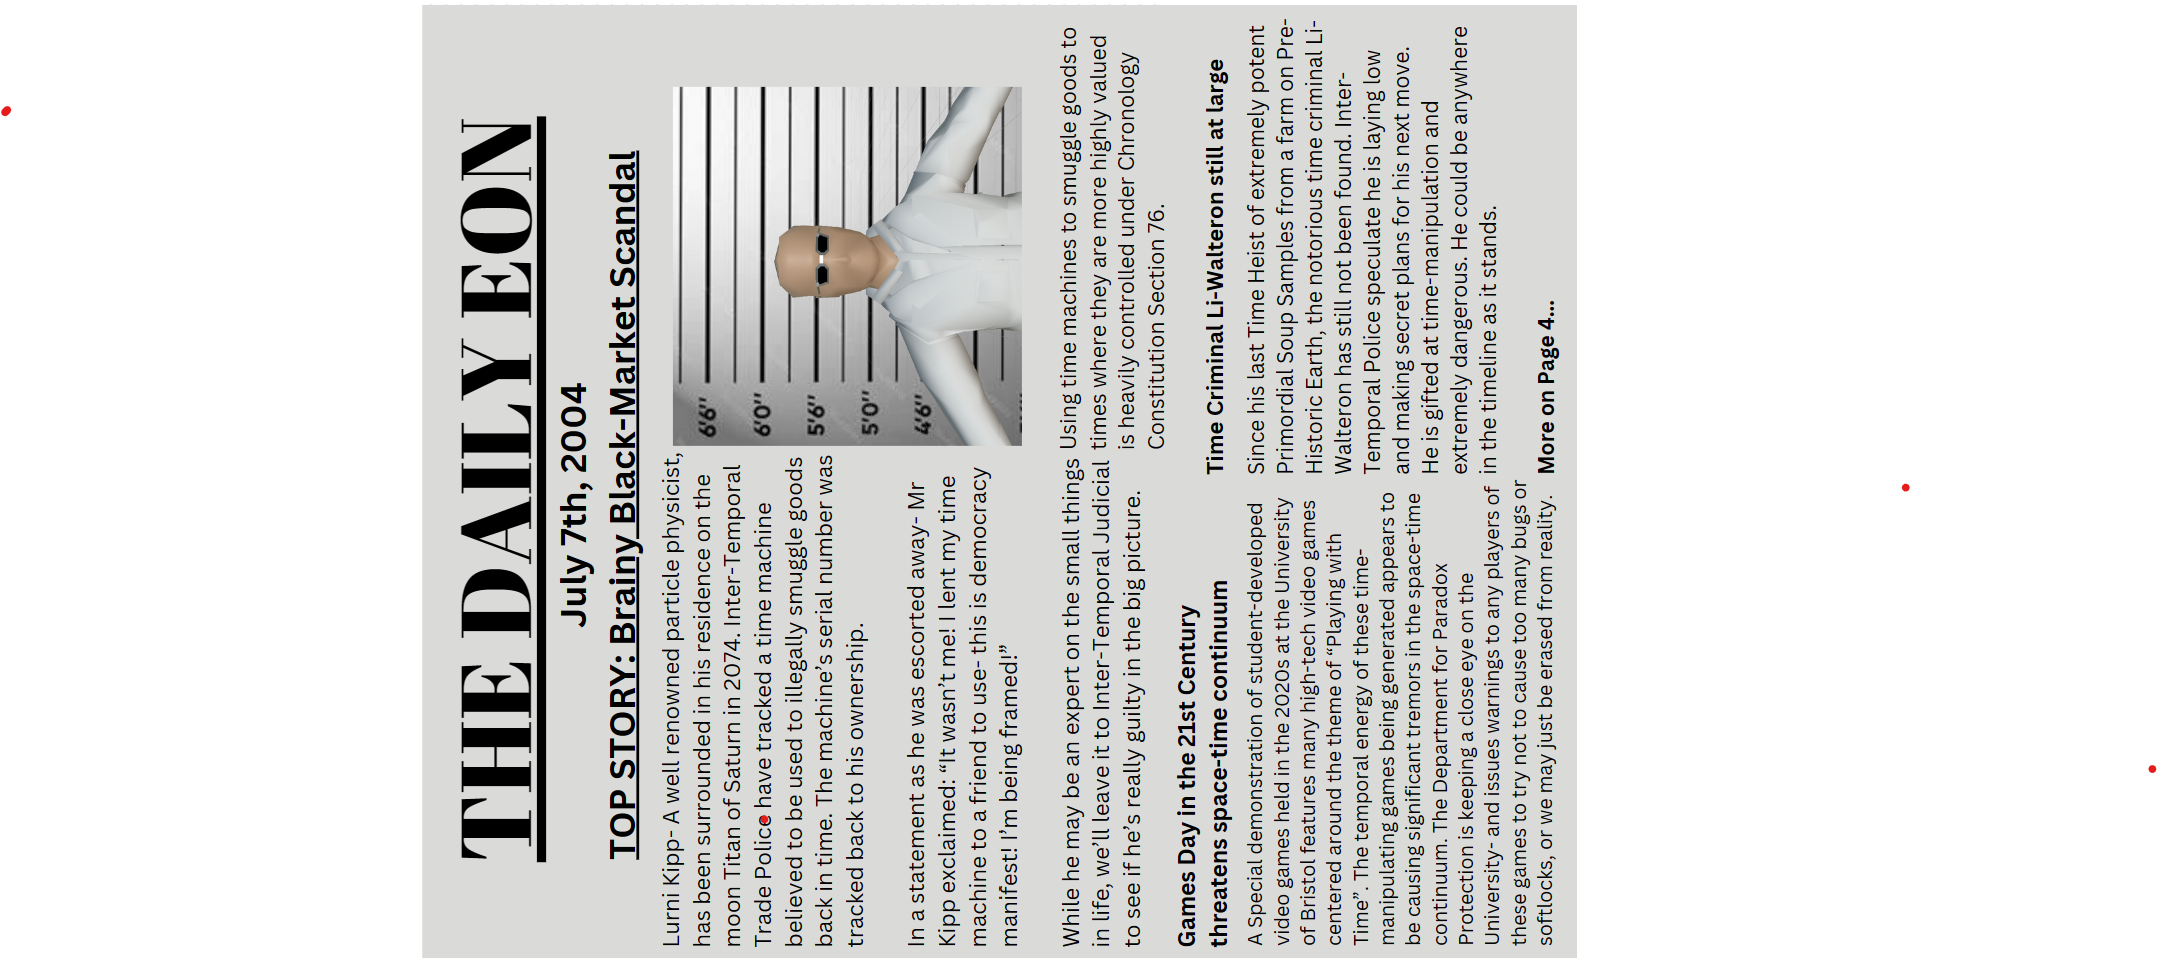 THE DAILY EON
July 7th, 2004
TOP STORY: Brainy Black-Market Scandal
Lurni Kipp- A well renowned particle physicist,
has been surrounded in his residence on the
moon Titan of Saturn in 2074. Inter-Temporal
Trade Police have tracked a time machine
believed to be used to illegally smuggle goods
back in time. The machine's serial number was
tracked back to his ownership.
In a statement as he was escorted away- Mr
Kipp exclaimed: “It wasn't me! I lent my time
machine to a friend to use- this is democracy
manifest! I'm being framed!”
While he may be an expert on the small things
in life, we'll leave it to Inter-Temporal Judicial
to see if he's really guilty in the big picture.
6'6''
6'0''
5'6''
5'0''
4'6''
Using time machines to smuggle goods to
times where they are more highly valued
is heavily controlled under Chronology
Constitution Section 76.
Games Day in the 21st Century
threatens space-time continuum
A Special demonstration of student-developed
video games held in the 2020s at the University
of Bristol features many high-tech video games
centered around the theme of “Playing with
Time”. The temporal energy of these time-
manipulating games being generated appears to
be causing significant tremors in the space-time
continuum. The Department for Paradox
Protection is keeping a close eye on the
University- and issues warnings to any players of
these games to try not to cause too many bugs or
softlocks, or we may just be erased from reality.
Time Criminal Li-Walteron still at large
Since his last Time Heist of extremely potent
Primordial Soup Samples from a farm on Pre-
Historic Earth, the notorious time criminal Li-
Walteron has still not been found. Inter-
Temporal Police speculate he is laying low
and making secret plans for his next move.
He is gifted at time-manipulation and
extremely dangerous. He could be anywhere
in the timeline as it stands.
More on Page 4...